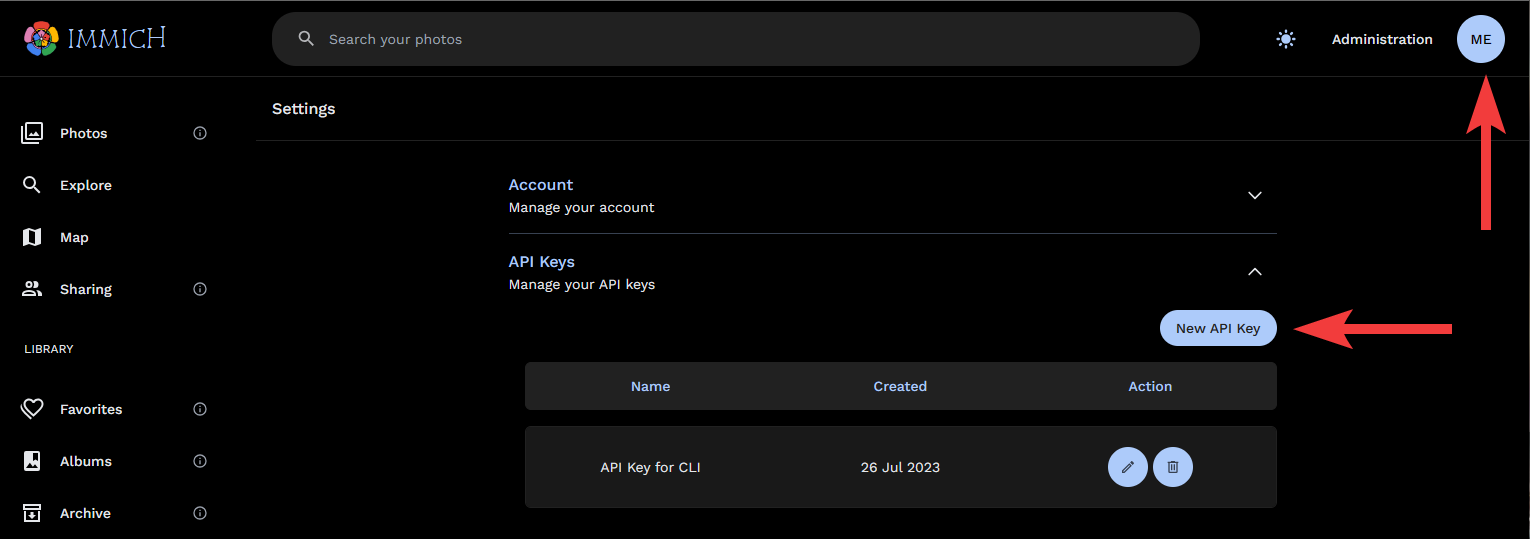 IMMICH
Search your photos
Administration
ME
Settings
Photos
Explore
Map
Sharing
LIBRARY
Favorites
Albums
Archive
Account
Manage your account
API Keys
Manage your API keys
New API Key
Name Created Action
API Key for CLI 26 Jul 2023